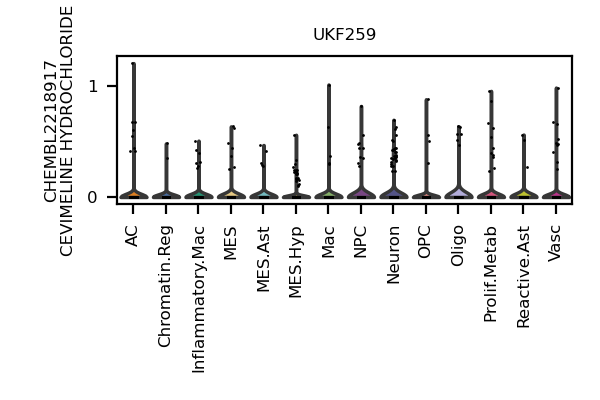 UKF259
CHEMBL2218917
CEVIMELINE HYDROCHLORIDE
1
0
AC
Chromatin.Reg
Inflammatory.Mac
MES
MES.Ast
MES.Hyp
Mac
NPC
Neuron
OPC
Oligo
Prolif.Metab
Reactive.Ast
Vasc